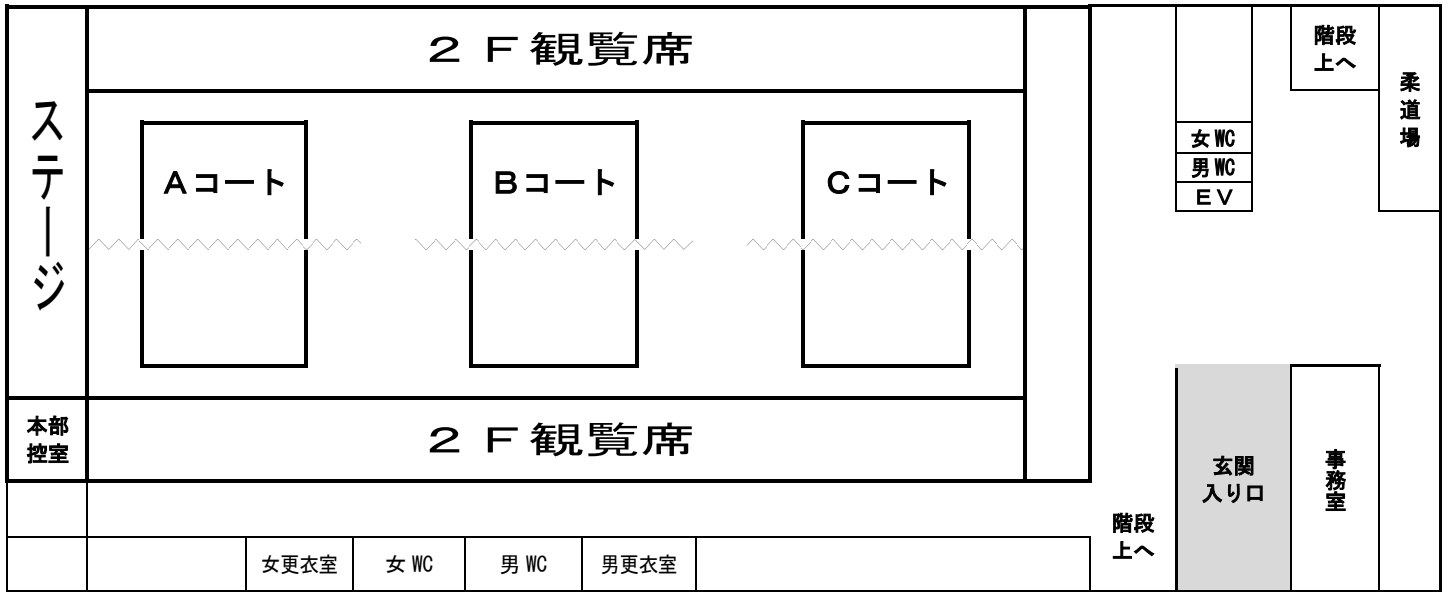 ２Ｆ観覧席
ステージ
Ａコート
Ｂコート
Ｃコート
女WC
男WC
ＥＶ
階段
上へ
柔道場
本部
控室
２Ｆ観覧席
玄関
入り口
事務室
階段
上へ
女更衣室
女 WC
男 WC
男更衣室